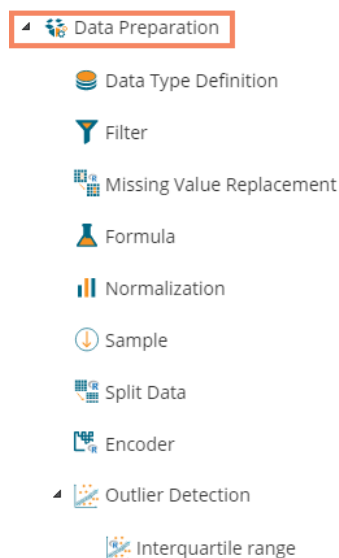 Data Preparation
Data Type Definition
Filter
Missing Value Replacement
Formula
Normalization
Sample
Split Data
Encoder
Outlier Detection
Interquartile range